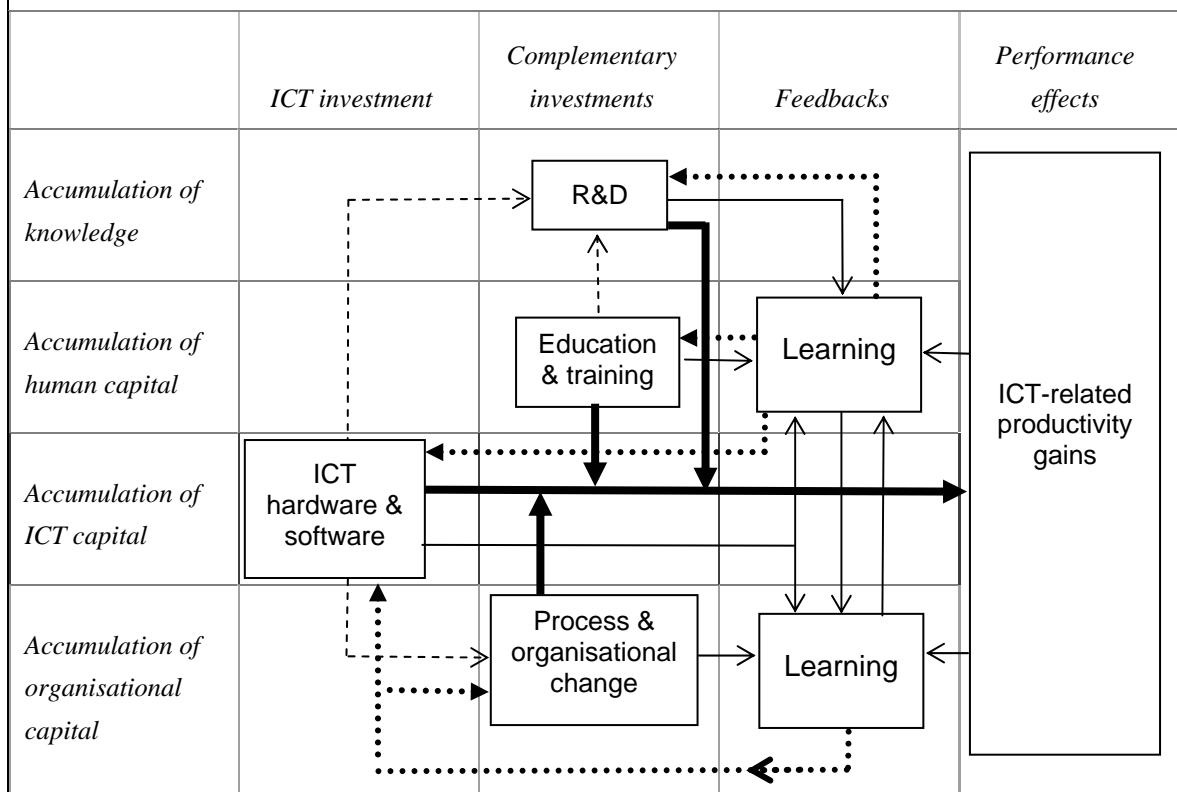 Complementary
Performance
ICT investment
investments
Feedbacks
effects
Accumulation of
knowledge
R&D
Accumulation of
human capital
Education
& training
Learning
ICT-related
productivity
gains
Accumulation of
ICT capital
ICT
hardware &
software
Accumulation of
organisational
capital
Process &
organisational
change
Learning